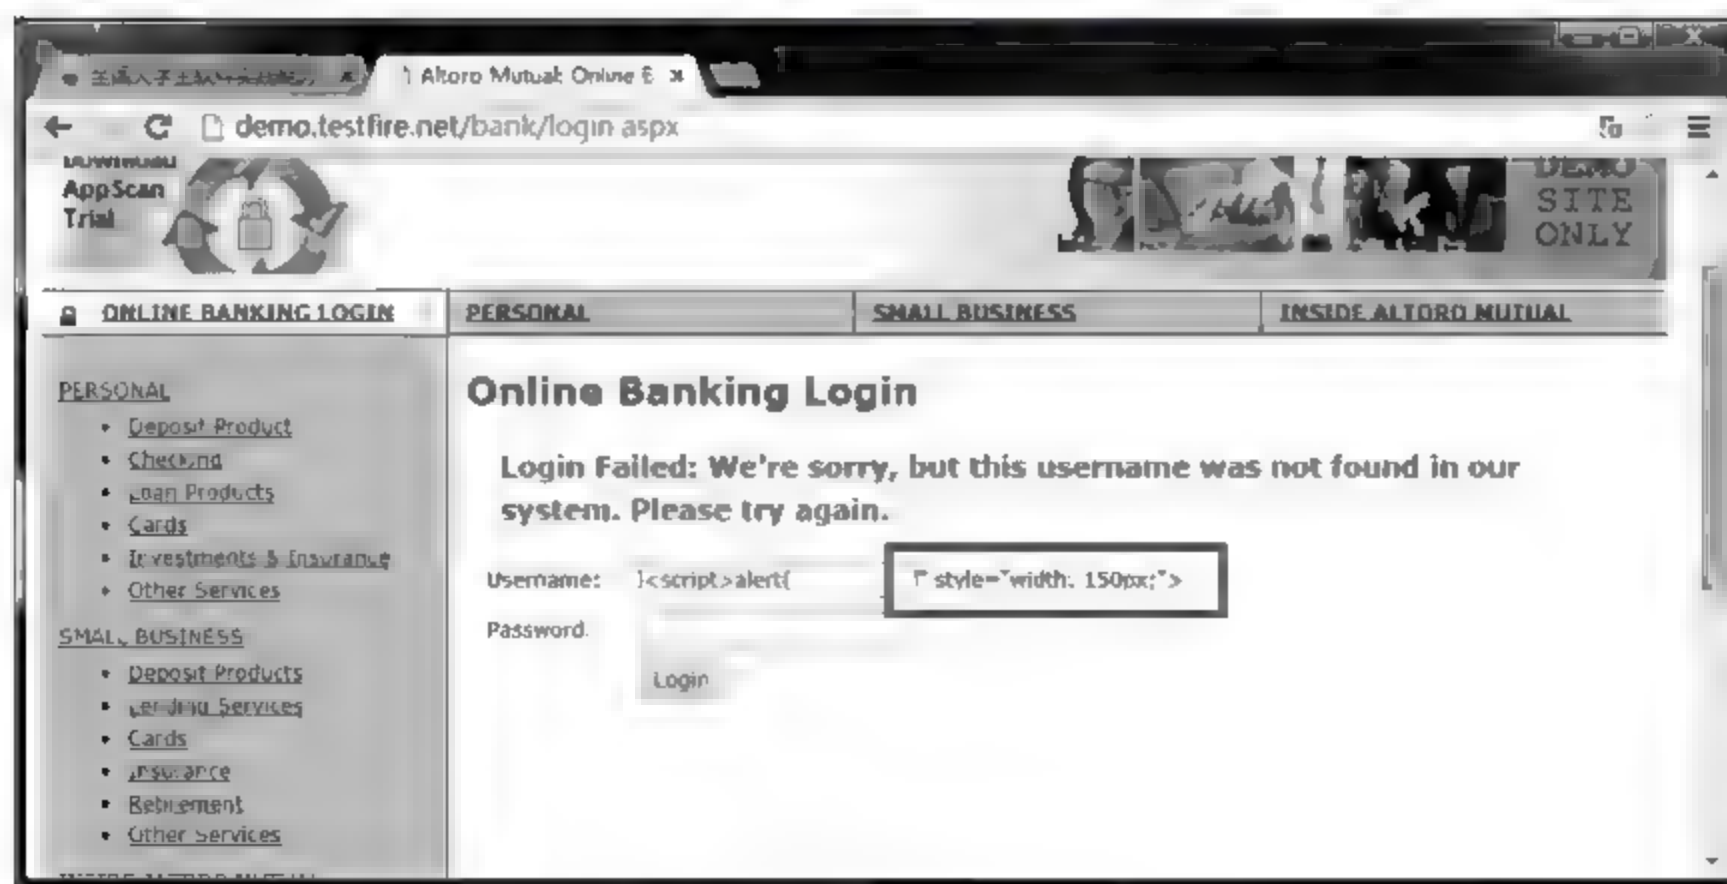 Altoro Mutual: Online B
demo.testfire.net/bank/login.aspx
AppScan
Trial
DEMO
SITE
ONLY
ONLINE BANKING LOGIN
PERSONAL
SMALL BUSINESS
INSIDE ALTORO MUTUAL
PERSONAL
Deposit Product
Checking
Loan Products
Cards
Investments & Insurance
Other Services
SMALL BUSINESS
Deposit Products
Lending Services
Cards
Insurance
Retirement
Other Services
Online Banking Login
Login Failed: We're sorry, but this username was not found in our
system. Please try again.
Username: <script>alert(
style="width: 150px;">
Password:
Login